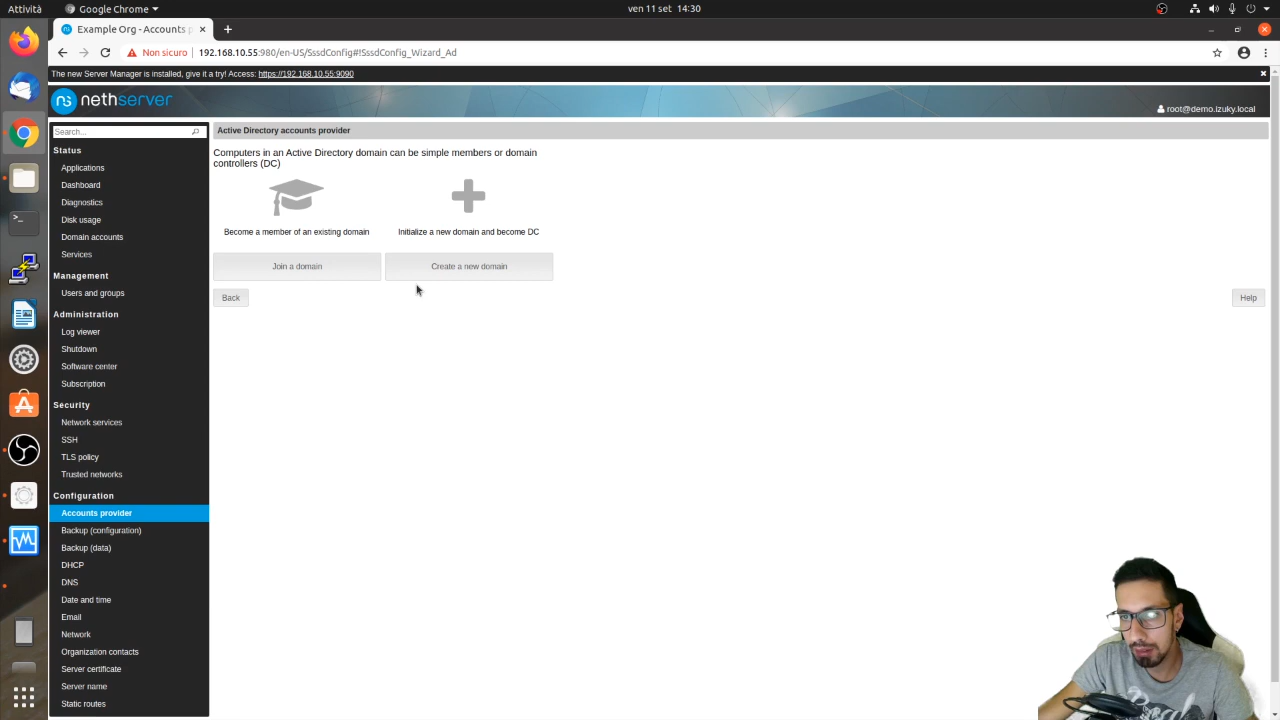 Attività
Google Chrome
ven 11 set 14:30
Example Org - Accounts p
Non sicuro
192.168.10.55:980/en-US/SssdConfig#!SssdConfig_Wizard_Ad
The new Server Manager is installed, give it a try! Access: https://192.168.10.55:9090
ns nethserver
root@demo.izuky.local
Search...
Status
Applications
Dashboard
Diagnostics
Disk usage
Domain accounts
Services
Management
Users and groups
Administration
Log viewer
Shutdown
Software center
Subscription
Security
Network services
SSH
TLS policy
Trusted networks
Configuration
Accounts provider
Backup (configuration)
Backup (data)
DHCP
DNS
Date and time
Email
Network
Organization contacts
Server certificate
Server name
Static routes
Active Directory accounts provider
Computers in an Active Directory domain can be simple members or domain
controllers (DC)
Become a member of an existing domain
Initialize a new domain and become DC
Join a domain
Create a new domain
Back
Help